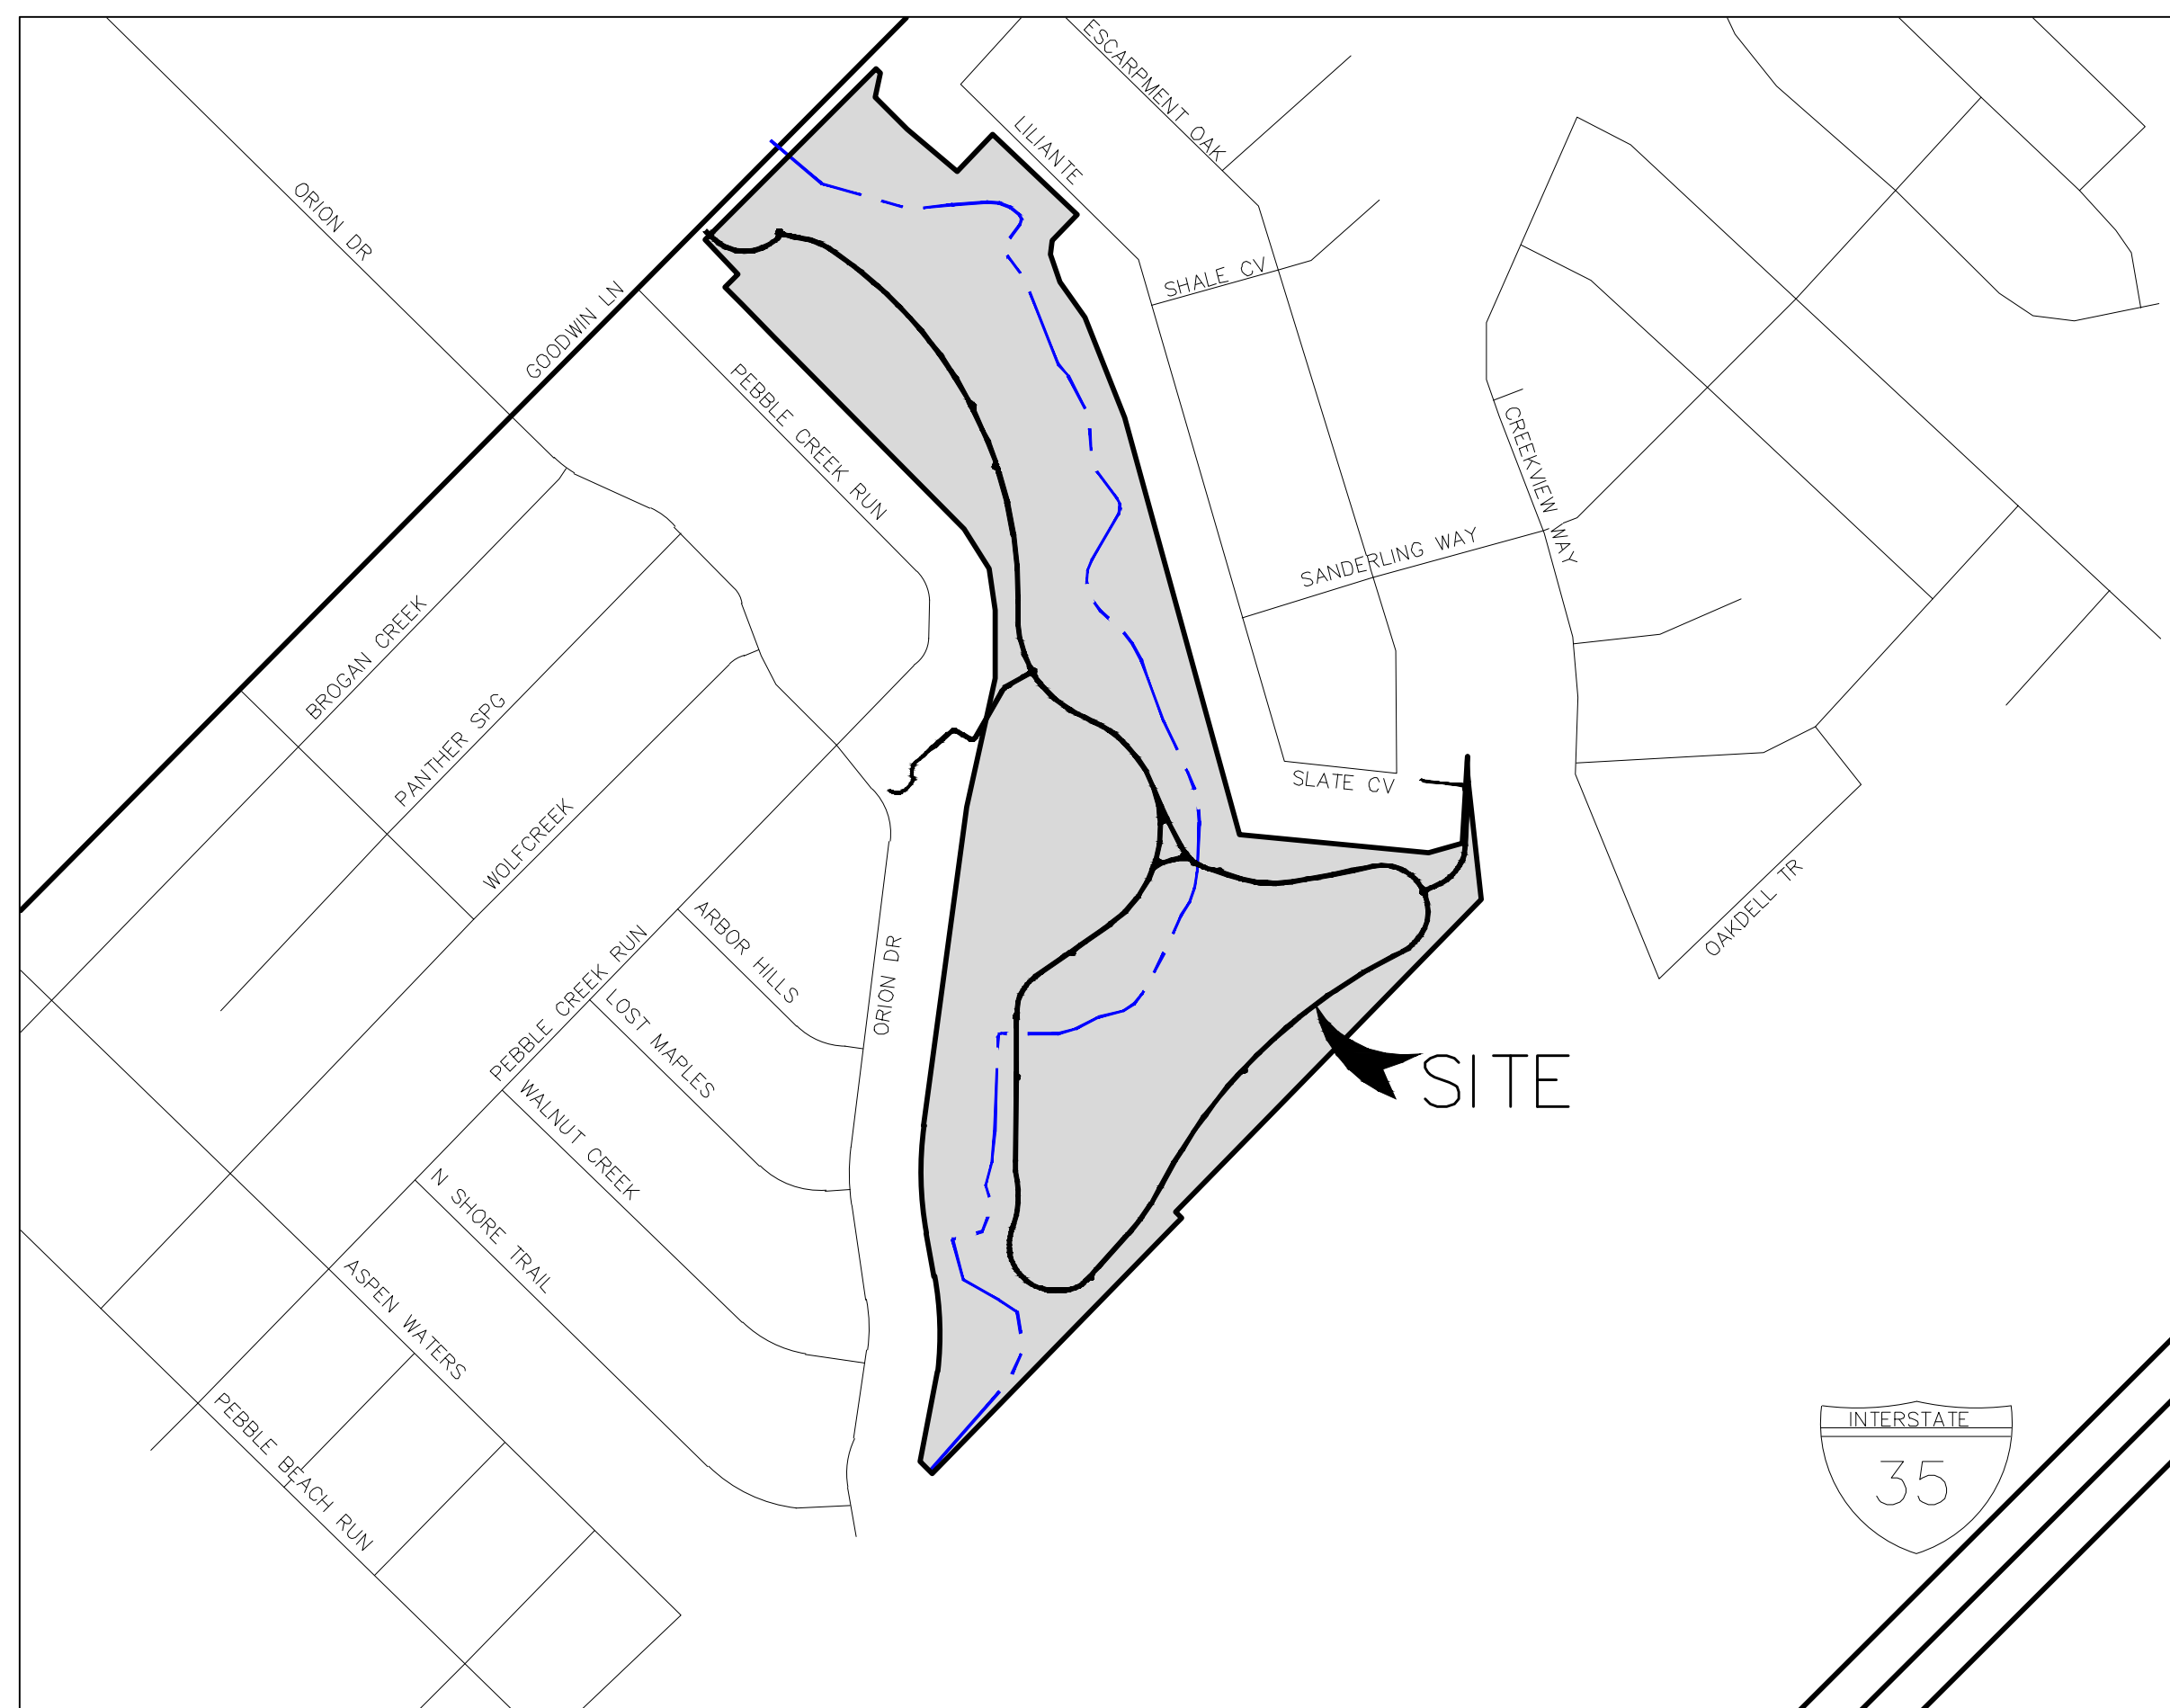 ESCARPMENT OAK
LILIANTE
ORION DR
GOODWIN LN
SHALE CV
PEBBLE CREEK RUN
CREEKVIEW WAY
SANDERLING WAY
BROGAN CREEK
PANTHER SPG
WOLFCREEK
SLATE CV
OAKDELL TR
ARBOR HILLS
PEBBLE CREEK RUN
ORION DR
LOST MAPLES
SITE
WALNUT CREEK
N SHORE TRAIL
ASPEN WATERS
PEBBLE BEACH RUN
INTERSTATE
35